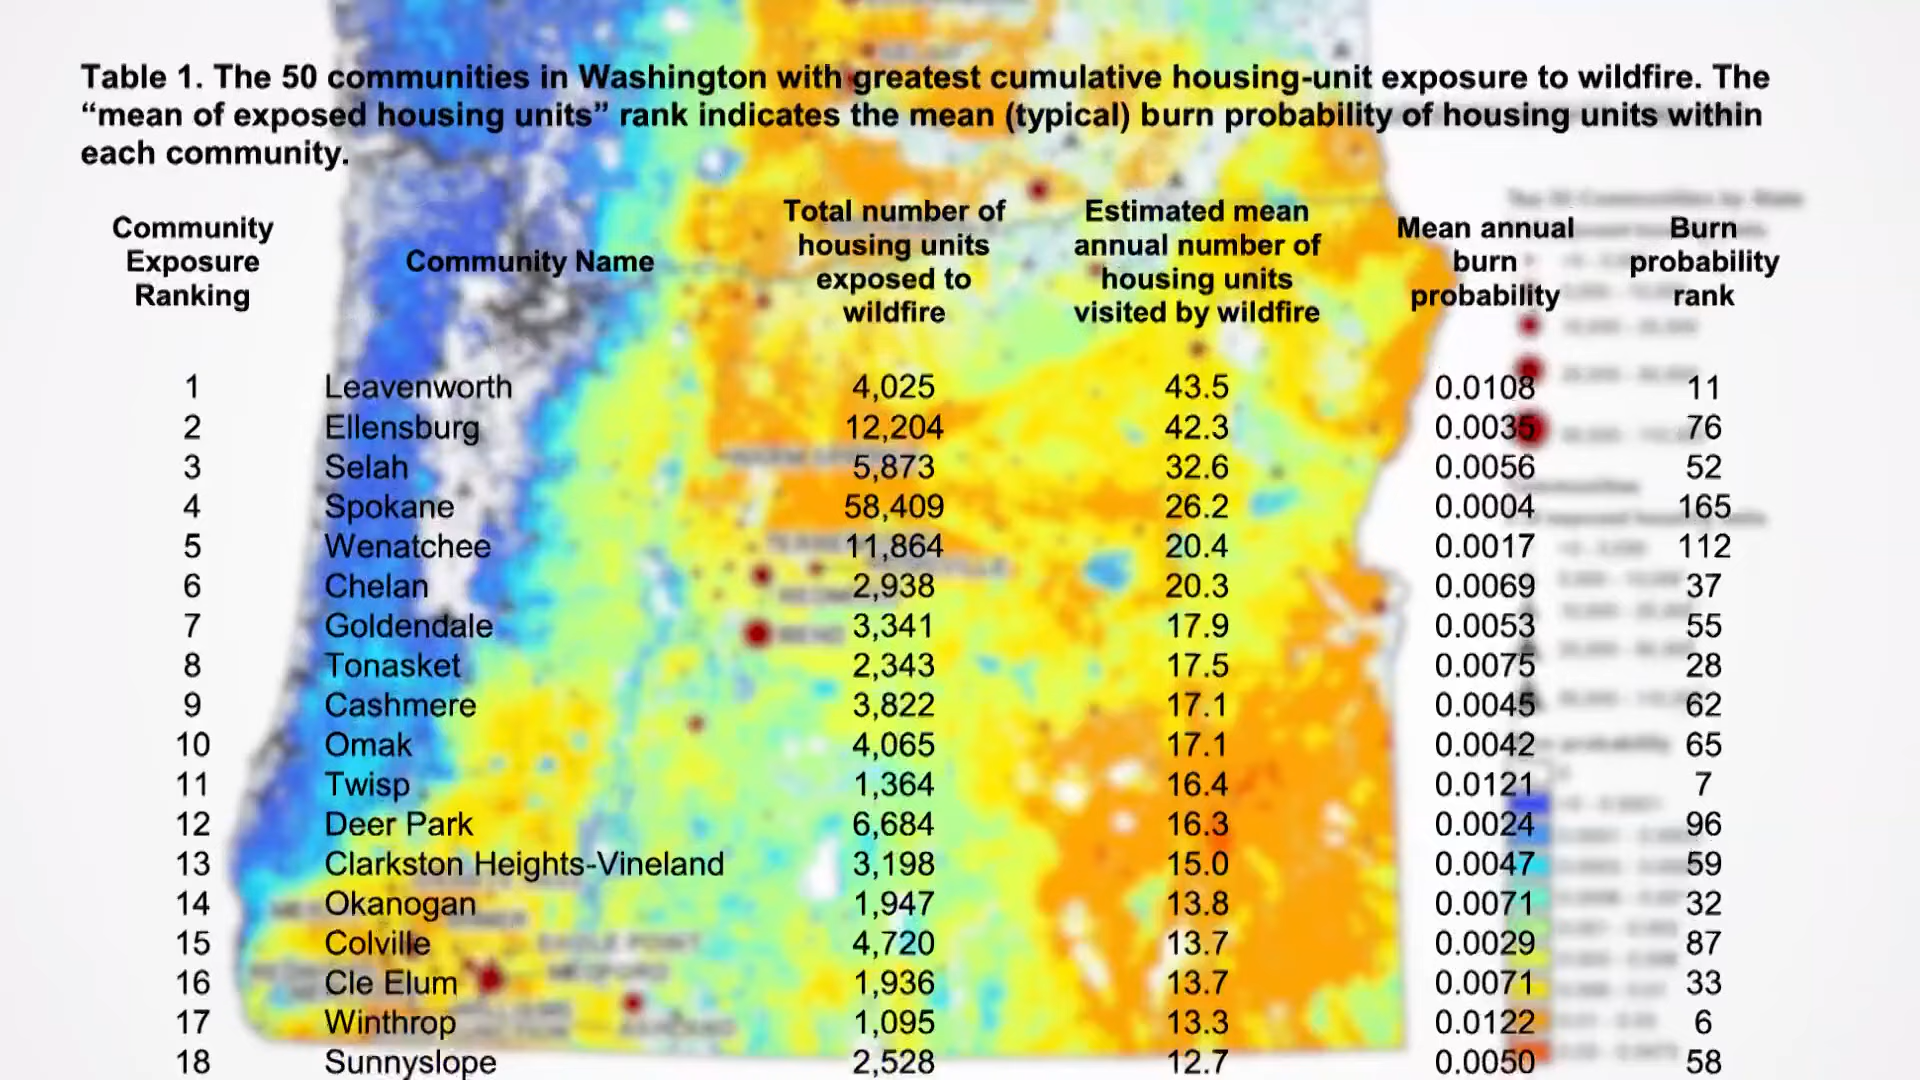 Table 1. The 50 communities in Washington with greatest cumulative housing-unit exposure to wildfire. The
“mean of exposed housing units” rank indicates the mean (typical) burn probability of housing units within
each community.
Community Exposure Ranking Community Name Total number of housing units exposed to wildfire Estimated mean annual number of housing units visited by wildfire Mean annual burn probability Burn probability rank
1 Leavenworth 4,025 43.5 0.0108 11
2 Ellensburg 12,204 42.3 0.0035 76
3 Selah 5,873 32.6 0.0056 52
4 Spokane 58,409 26.2 0.0004 165
5 Wenatchee 11,864 20.4 0.0017 112
6 Chelan 2,938 20.3 0.0069 37
7 Goldendale 3,341 17.9 0.0053 55
8 Tonasket 2,343 17.5 0.0075 28
9 Cashmere 3,822 17.1 0.0045 62
10 Omak 4,065 17.1 0.0042 65
11 Twisp 1,364 16.4 0.0121 7
12 Deer Park 6,684 16.3 0.0024 96
13 Clarkston Heights-Vineland 3,198 15.0 0.0047 59
14 Okanogan 1,947 13.8 0.0071 32
15 Colville 4,720 13.7 0.0029 87
16 Cle Elum 1,936 13.7 0.0071 33
17 Winthrop 1,095 13.3 0.0122 6
18 Sunnyslope 2,528 12.7 0.0050 58